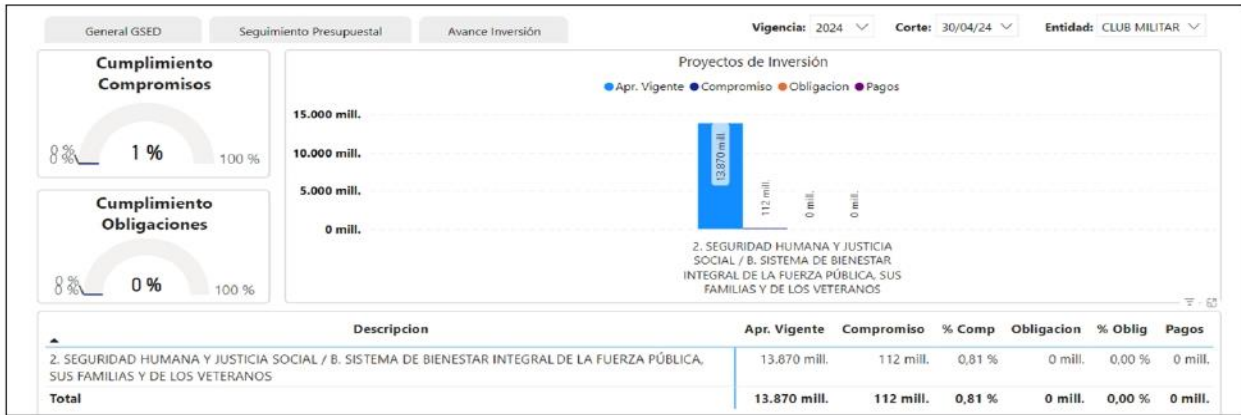 General GSED Seguimiento Presupuestal Avance Inversión Vigencia: 2024 Corte: 30/04/24 Entidad: CLUB MILITAR
Cumplimiento
Compromisos
0 %
0 %
1 %
100 %
Cumplimiento
Obligaciones
0 %
0 %
0 %
100 %
Proyectos de Inversión
Apr. Vigente Compromiso Obligacion Pagos
15.000 mill.
10.000 mill.
5.000 mill.
0 mill.
13.870 mill.
112 mill.
0 mill.
0 mill.
2. SEGURIDAD HUMANA Y JUSTICIA
SOCIAL / B. SISTEMA DE BIENESTAR
INTEGRAL DE LA FUERZA PÚBLICA, SUS
FAMILIAS Y DE LOS VETERANOS
Descripcion Apr. Vigente Compromiso % Comp Obligacion % Oblig Pagos
2. SEGURIDAD HUMANA Y JUSTICIA SOCIAL / B. SISTEMA DE BIENESTAR INTEGRAL DE LA FUERZA PÚBLICA, 13.870 mill. 112 mill. 0,81 % 0 mill. 0,00 % 0 mill.
SUS FAMILIAS Y DE LOS VETERANOS
Total 13.870 mill. 112 mill. 0,81 % 0 mill. 0,00 % 0 mill.